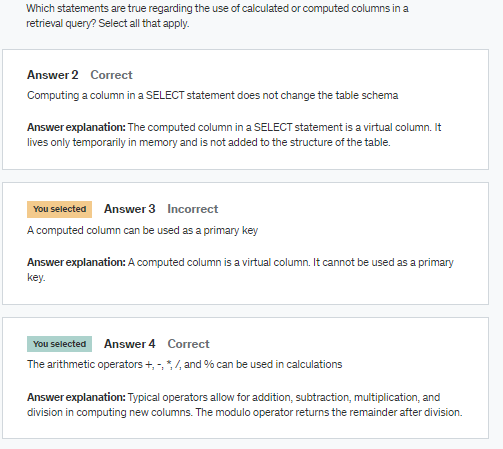 Which statements are true regarding the use of calculated or computed columns in a
retrieval query? Select all that apply.
Answer 2 Correct
Computing a column in a SELECT statement does not change the table schema
Answer explanation: The computed column in a SELECT statement is a virtual column. It
lives only temporarily in memory and is not added to the structure of the table.
You selected Answer 3 Incorrect
A computed column can be used as a primary key
Answer explanation: A computed column is a virtual column. It cannot be used as a primary
key.
You selected Answer 4 Correct
The arithmetic operators +, -, *, /, and % can be used in calculations
Answer explanation: Typical operators allow for addition, subtraction, multiplication, and
division in computing new columns. The modulo operator returns the remainder after division.